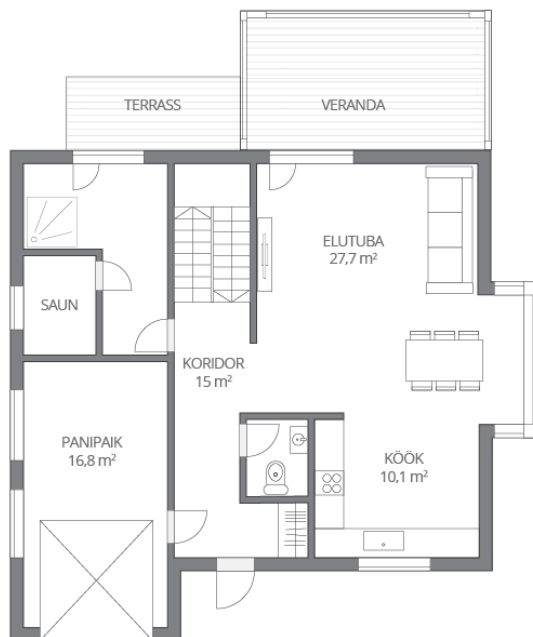 TERRASS
VERANDA
ELUTUBA
27,7 m²
SAUN
KORIDOR
15 m²
PANIPAIK
16,8 m²
KÖÖK
10,1 m²